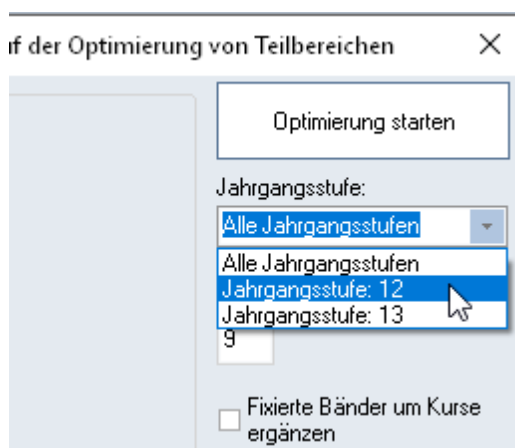 uf der Optimierung von Teilbereichen
Optimierung starten
Jahrgangsstufe:
Alle Jahrgangsstufen
Alle Jahrgangsstufen
Jahrgangsstufe: 12
Jahrgangsstufe: 13
9
Fixierte Bänder um Kurse
ergänzen